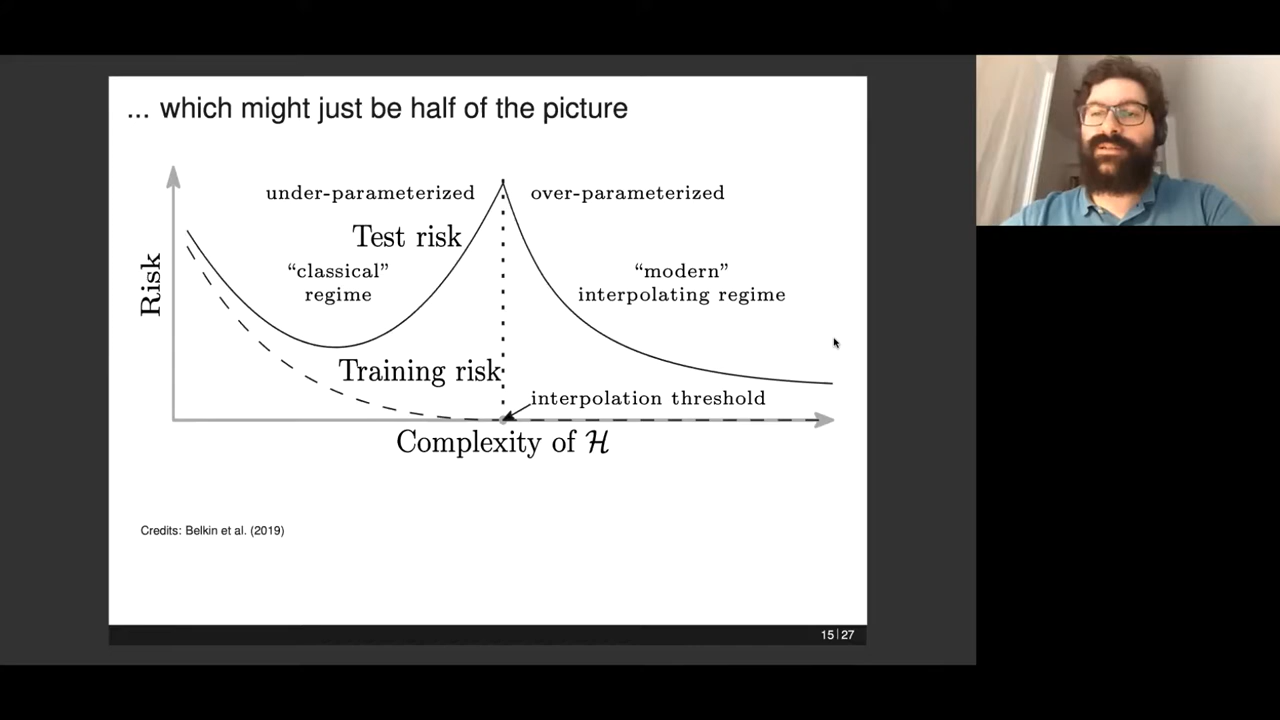 ... which might just be half of the picture
under-parameterized
over-parameterized
Test risk
“classical”
regime
“modern”
interpolating regime
Risk
Training risk
interpolation threshold
Complexity of ℋ
Credits: Belkin et al. (2019)
15|27